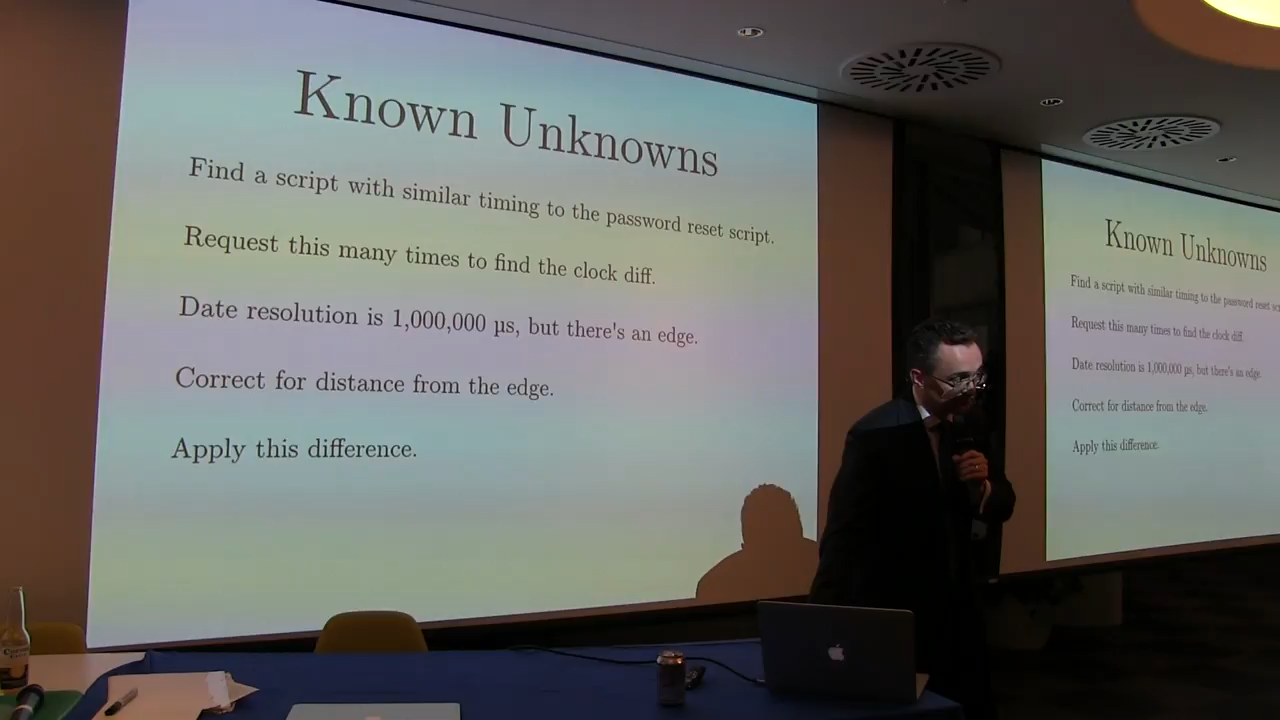 Known Unknowns
Find a script with similar timing to the password reset script.
Request this many times to find the clock diff.
Date resolution is 1,000,000 µs, but there's an edge.
Correct for distance from the edge.
Apply this difference.
Known Unknowns
Find a script with similar timing to the password reset
Request this many times to find the clock diff.
Date resolution is 1,000,000 µs, but there's an edge.
Correct for distance from the edge.
Apply this difference.